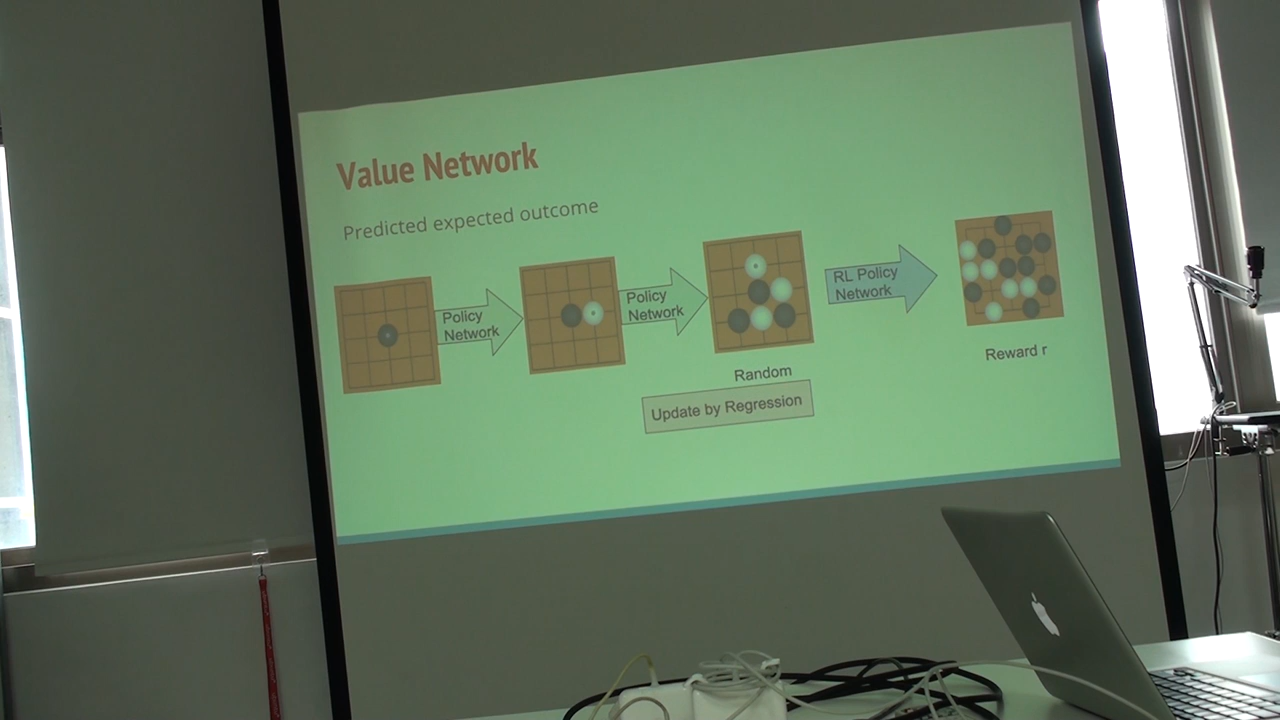 Value Network
Predicted expected outcome
Policy
Network
Policy
Network
RL Policy
Network
Random
Reward r
Update by Regression